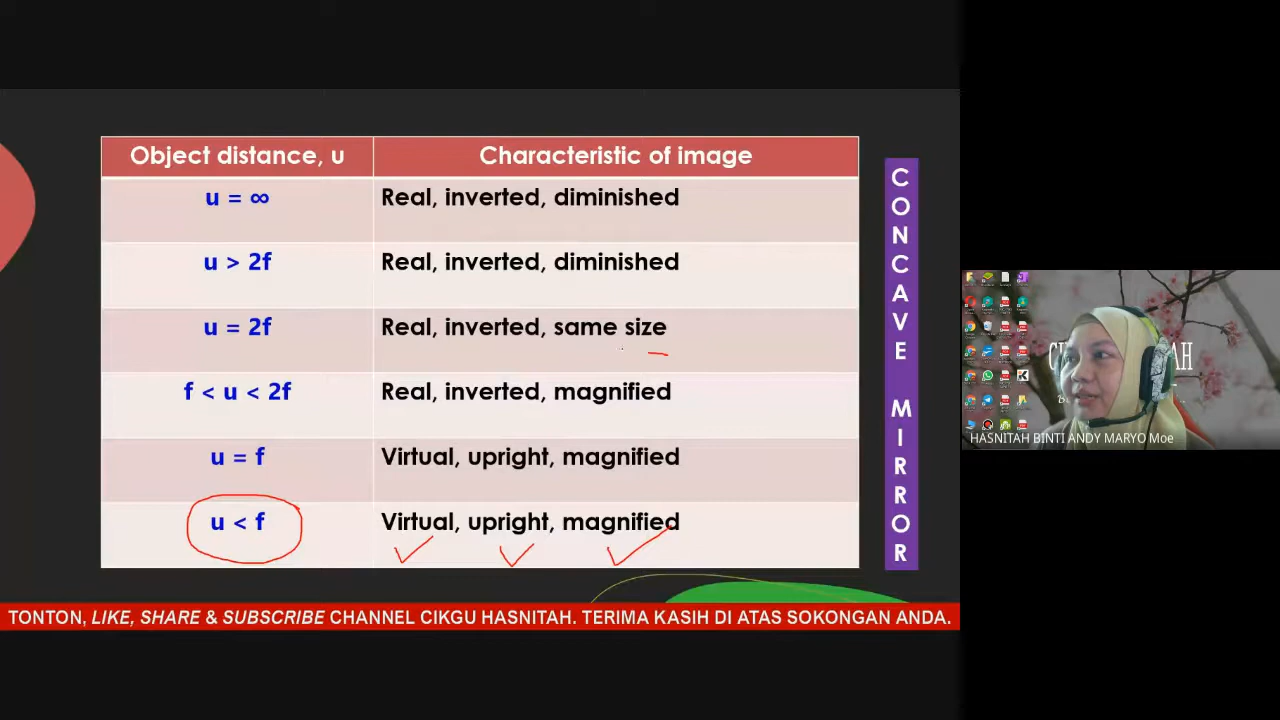 Object distance, u
Characteristic of image
u = ∞
Real, inverted, diminished
u > 2f
Real, inverted, diminished
u = 2f
Real, inverted, same size
f < u < 2f
Real, inverted, magnified
u = f
Virtual, upright, magnified
u < f
Virtual, upright, magnified
CONCAVE MIRROR
HASNITAH BINTI ANDY MARYO Moe
TONTON, LIKE, SHARE & SUBSCRIBE CHANNEL CIKGU HASNITAH. TERIMA KASIH DI ATAS SOKONGAN ANDA.